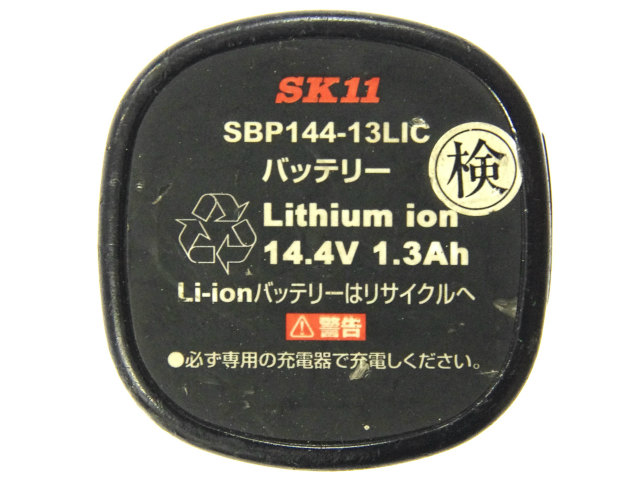 SK11
SBP144-13LIC
検
バッテリー
Lithium ion
14.4V 1.3Ah
Li-ionバッテリーはリサイクルへ
警告
●必ず専用の充電器で充電しください。